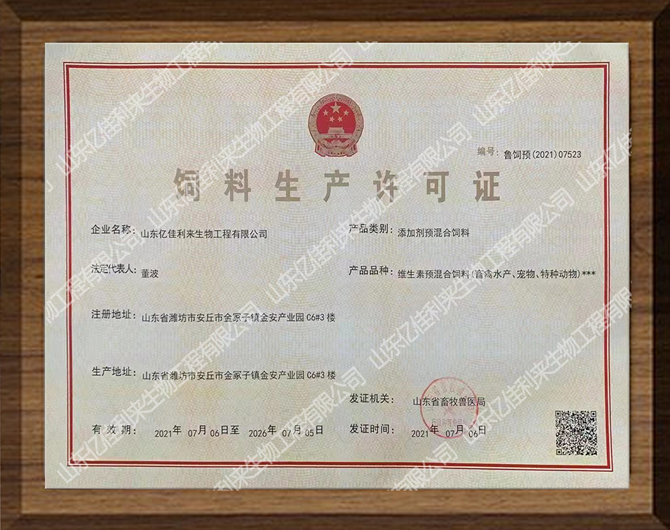 编号: 鲁饲预(2021)07523
饲料生产许可证
企业名称: 山东亿佳利来生物工程有限公司
产品类别: 添加剂预混合饲料
法定代表人: 董波
产品品种: 维生素预混合饲料(畜禽水产、宠物、特种动物)***
注册地址: 山东省潍坊市安丘市金冢子镇金安产业园C6#3楼
生产地址: 山东省潍坊市安丘市金冢子镇金安产业园C6#3楼
发证机关: 山东省畜牧兽医局
有效期: 2021年 07月 06日至 2026年 07月 05日
发证时间: 2021年 07月 06日
山东亿佳利来生物工程有限公司